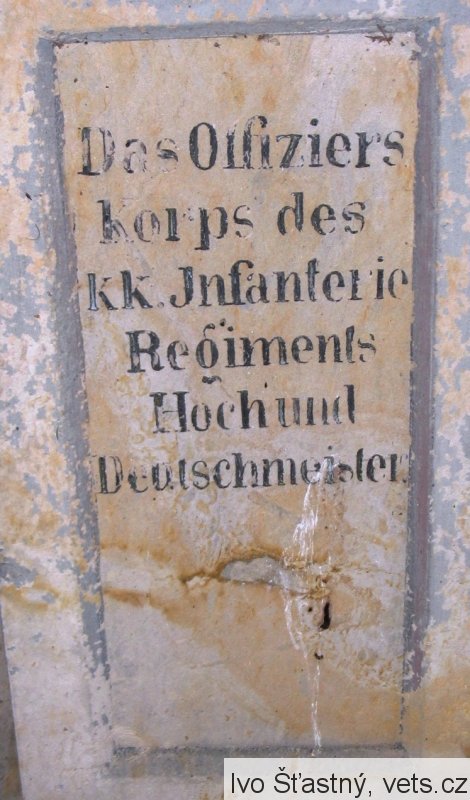 Das Offiziers
korps des
kk. Jnfanterie
Regiments
Hoch und
Deutschmeister.
Ivo Šťastný, vets.cz